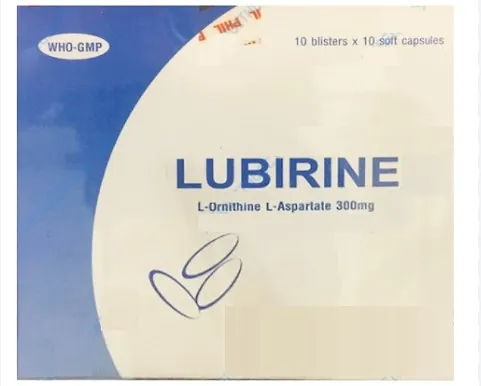 WHO-GMP
10 blisters x 10 soft capsules
LUBIRINE
L-Ornithine L-Aspartate 300mg